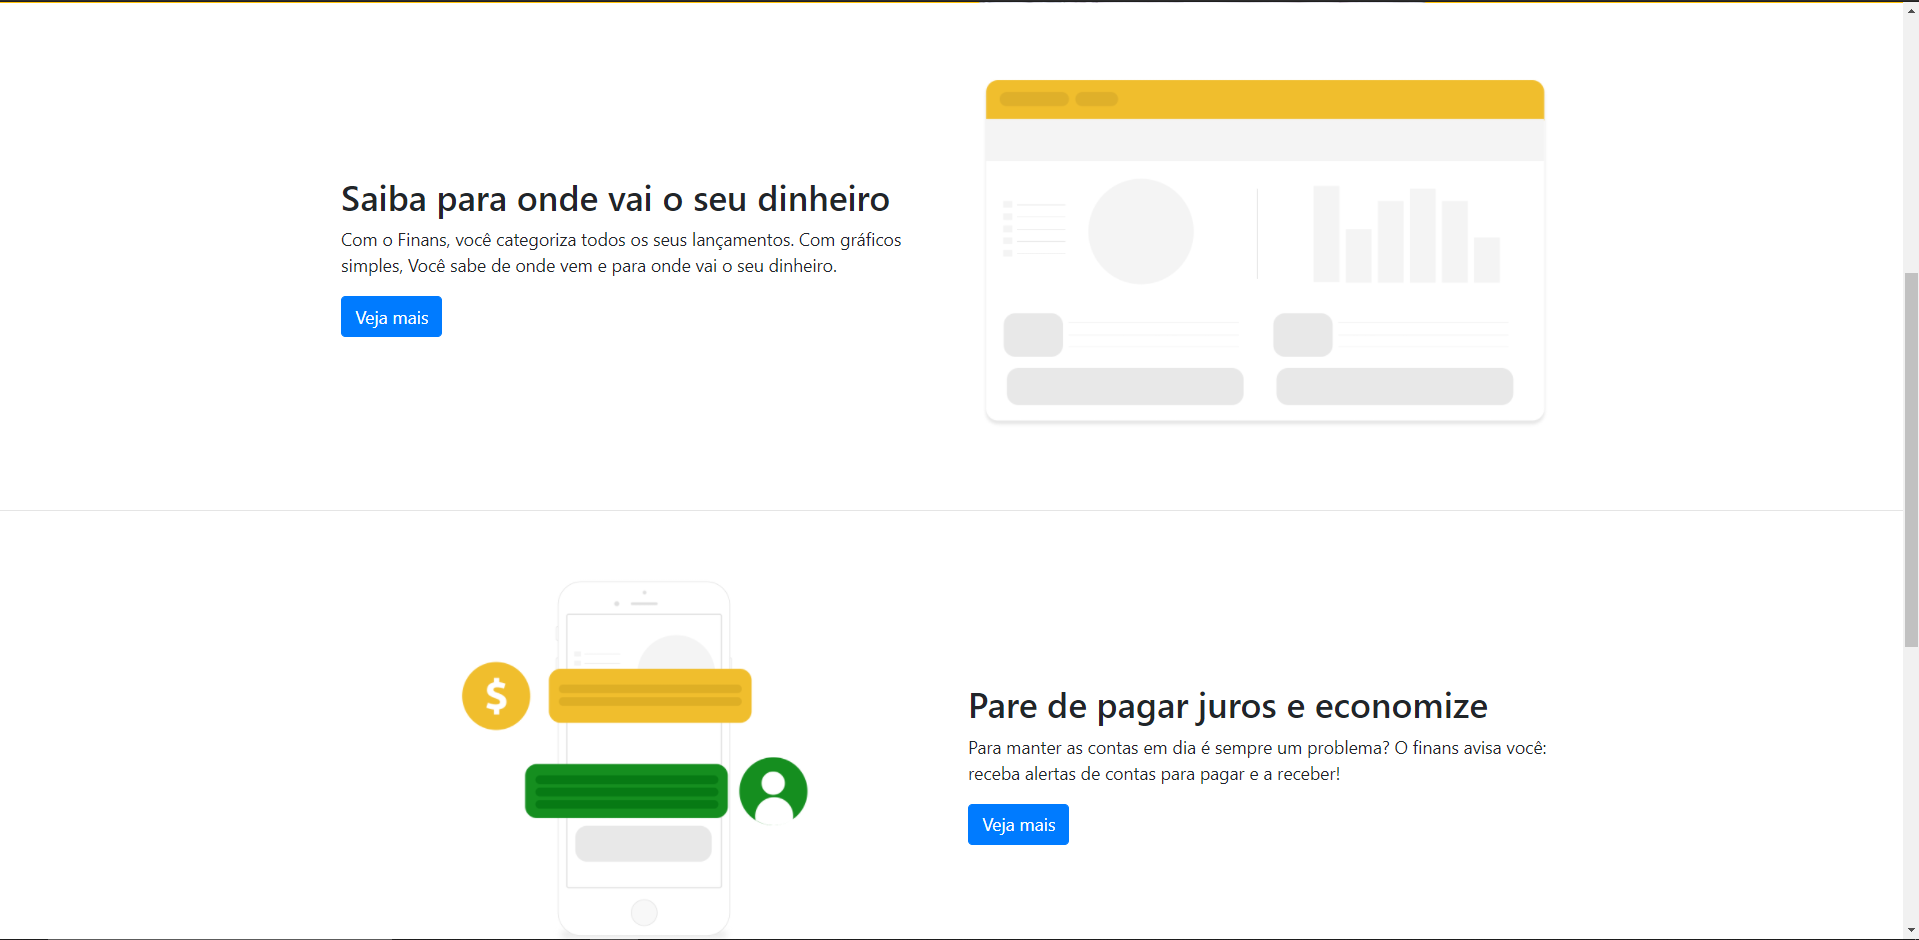 Saiba para onde vai o seu dinheiro
Com o Finans, você categoriza todos os seus lançamentos. Com gráficos
simples, Você sabe de onde vem e para onde vai o seu dinheiro.
Veja mais
$
Pare de pagar juros e economize
Para manter as contas em dia é sempre um problema? O finans avisa você:
receba alertas de contas para pagar e a receber!
Veja mais